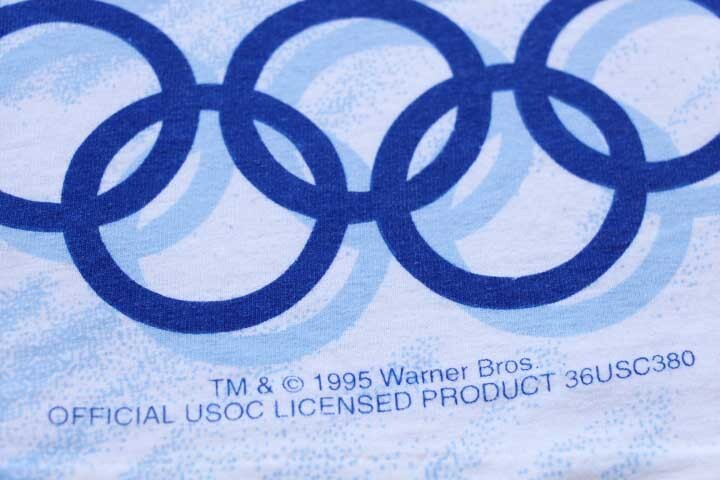 TM & © 1995 Warner Bros.
OFFICIAL USOC LICENSED PRODUCT 36USC380